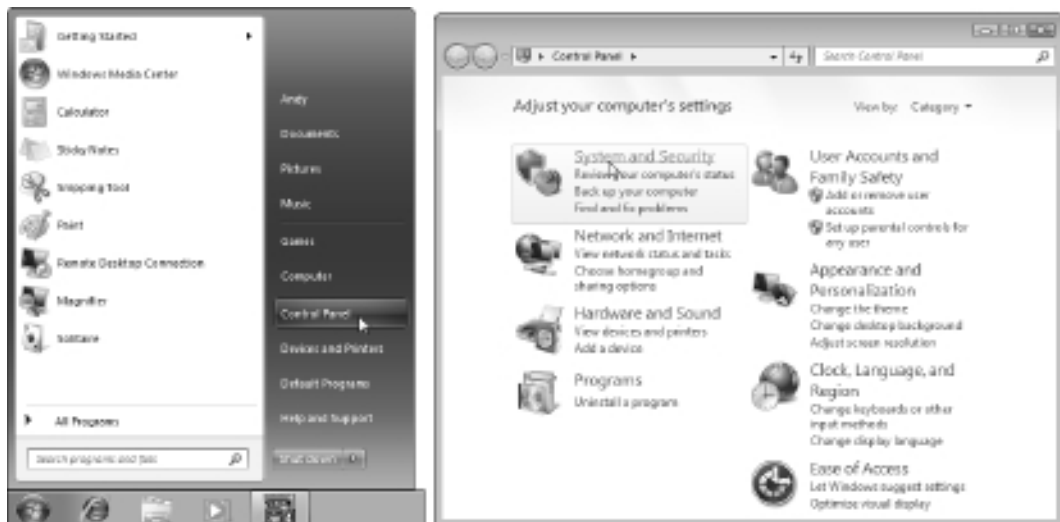 Getting Started
Windows Media Center
Calculator
Sticky Notes
Snipping Tool
Paint
Remote Desktop Connection
Magnifier
Solitaire
All Programs
Search programs and files
Andy
Documents
Pictures
Music
Games
Computer
Control Panel
Devices and Printers
Default Programs
Help and Support
Shut Down
Control Panel
Search Control Panel
Adjust your computer's settings
View by: Category
System and Security
Review your computer's status
Back up your computer
Find and fix problems
Network and Internet
View network status and tasks
Choose homegroup and
sharing options
Hardware and Sound
View devices and printers
Add a device
Programs
Uninstall a program
User Accounts and
Family Safety
Add or remove user
accounts
Set up parental controls for
any user
Appearance and
Personalization
Change the theme
Change desktop background
Adjust screen resolution
Clock, Language, and
Region
Change keyboards or other
input methods
Change display language
Ease of Access
Let Windows suggest settings
Optimize visual display